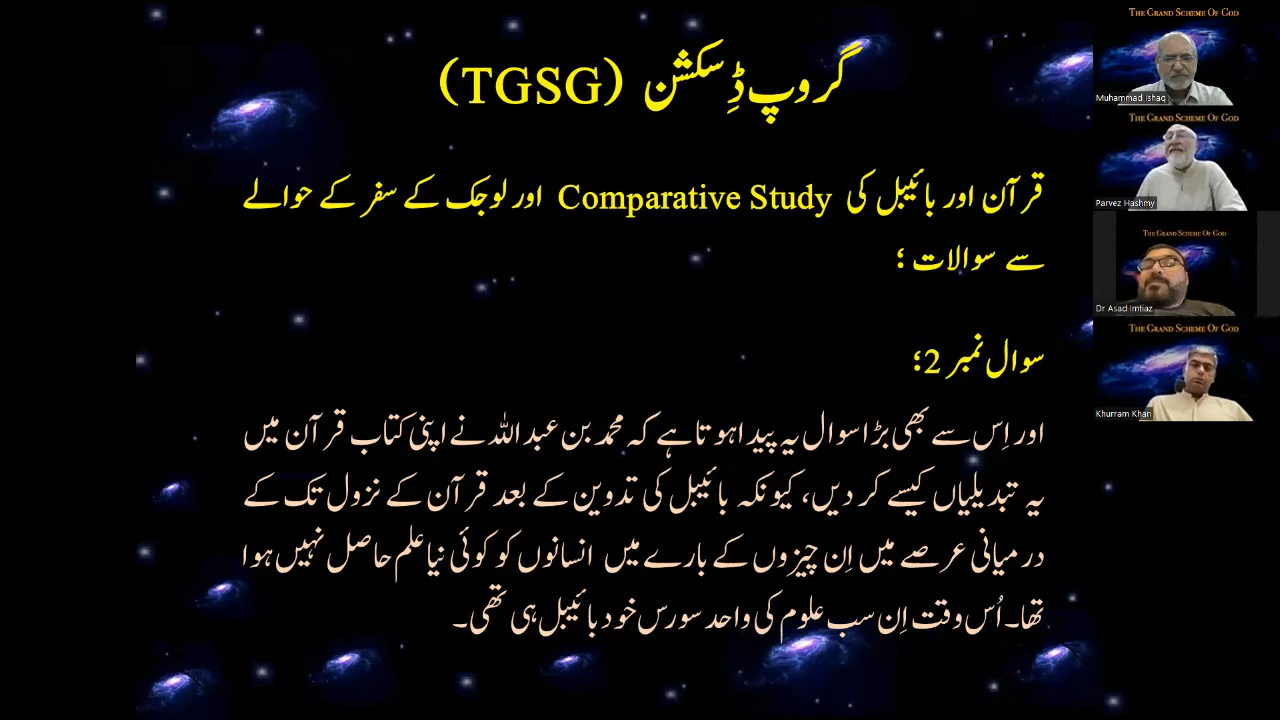 گروپ ڈِسکشن (TGSG)
قرآن اور بائیبل کی Comparative Study اور لوجک کے سفر کے حوالے
سے سوالات ؛
سوال نمبر 2؛
اور اِس سے بھی بڑا سوال یہ پیدا ہوتا ہے کہ محمد بن عبداللہ نے اپنی کتاب قرآن میں
یہ تبدیلیاں کیسے کر دیں، کیونکہ بائیبل کی تدوین کے بعد قرآن کے نزول تک کے
درمیانی عرصے میں اِن چیزوں کے بارے میں انسانوں کو کوئی نیا علم حاصل نہیں ہوا
تھا۔ اُس وقت اِن سب علوم کی واحد سورس خود بائیبل ہی تھی۔
THE GRAND SCHEME OF GOD
Muhammad Ishaq
THE GRAND SCHEME OF GOD
Parvez Hashmy
THE GRAND SCHEME OF GOD
Dr Asad Imtiaz
THE GRAND SCHEME OF GOD
Khurram Khan